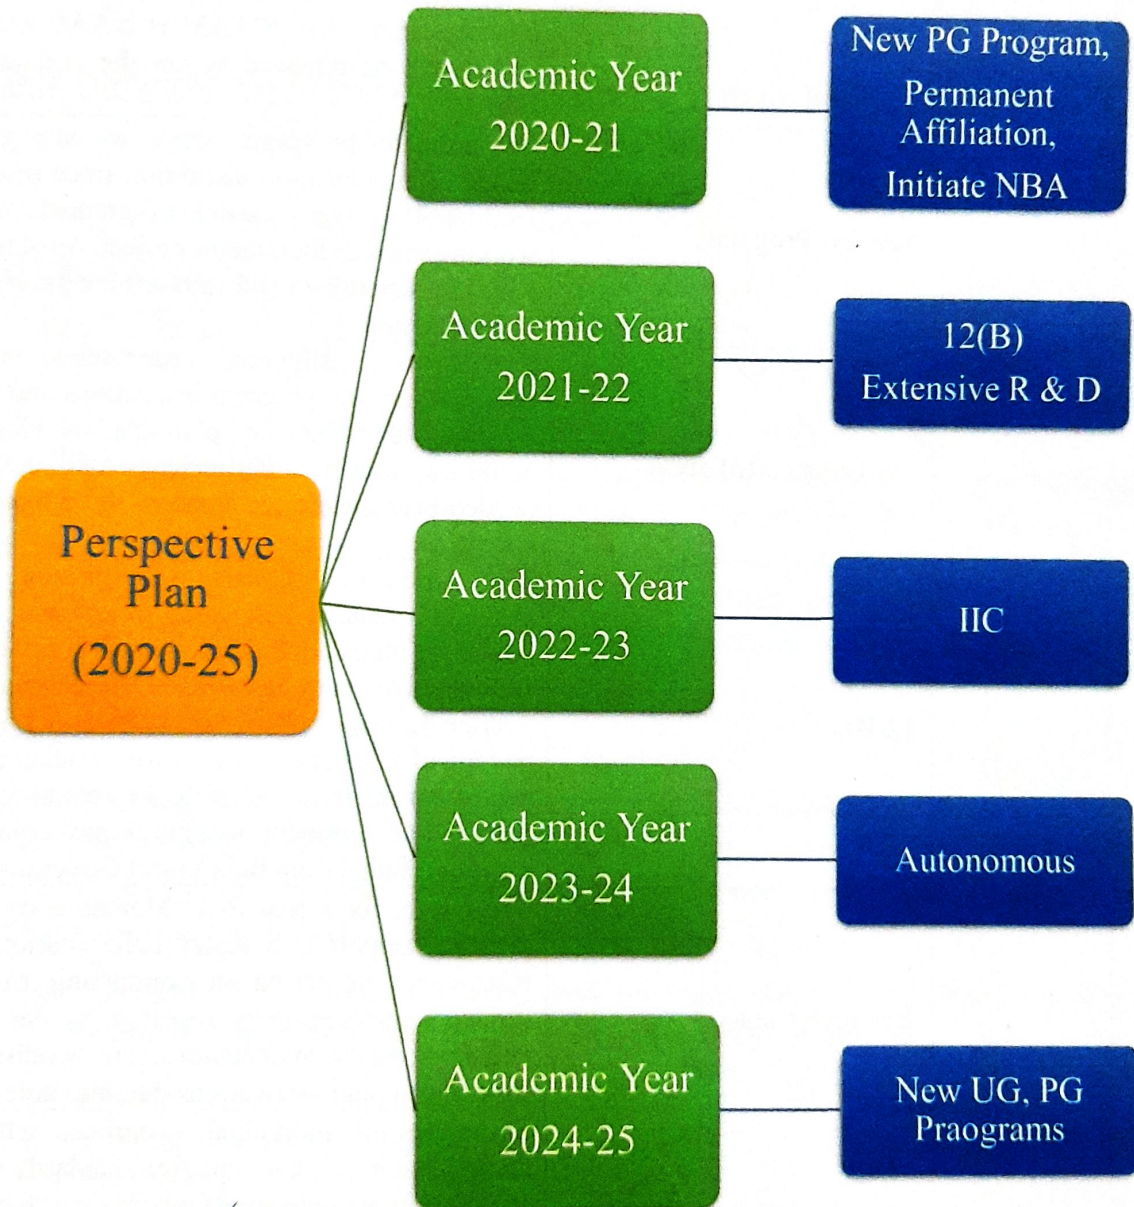 Perspective
Plan
(2020-25)
Academic Year
2020-21
New PG Program,
Permanent
Affiliation,
Initiate NBA
Academic Year
2021-22
12(B)
Extensive R & D
Academic Year
2022-23
IIC
Academic Year
2023-24
Autonomous
Academic Year
2024-25
New UG, PG
Praograms